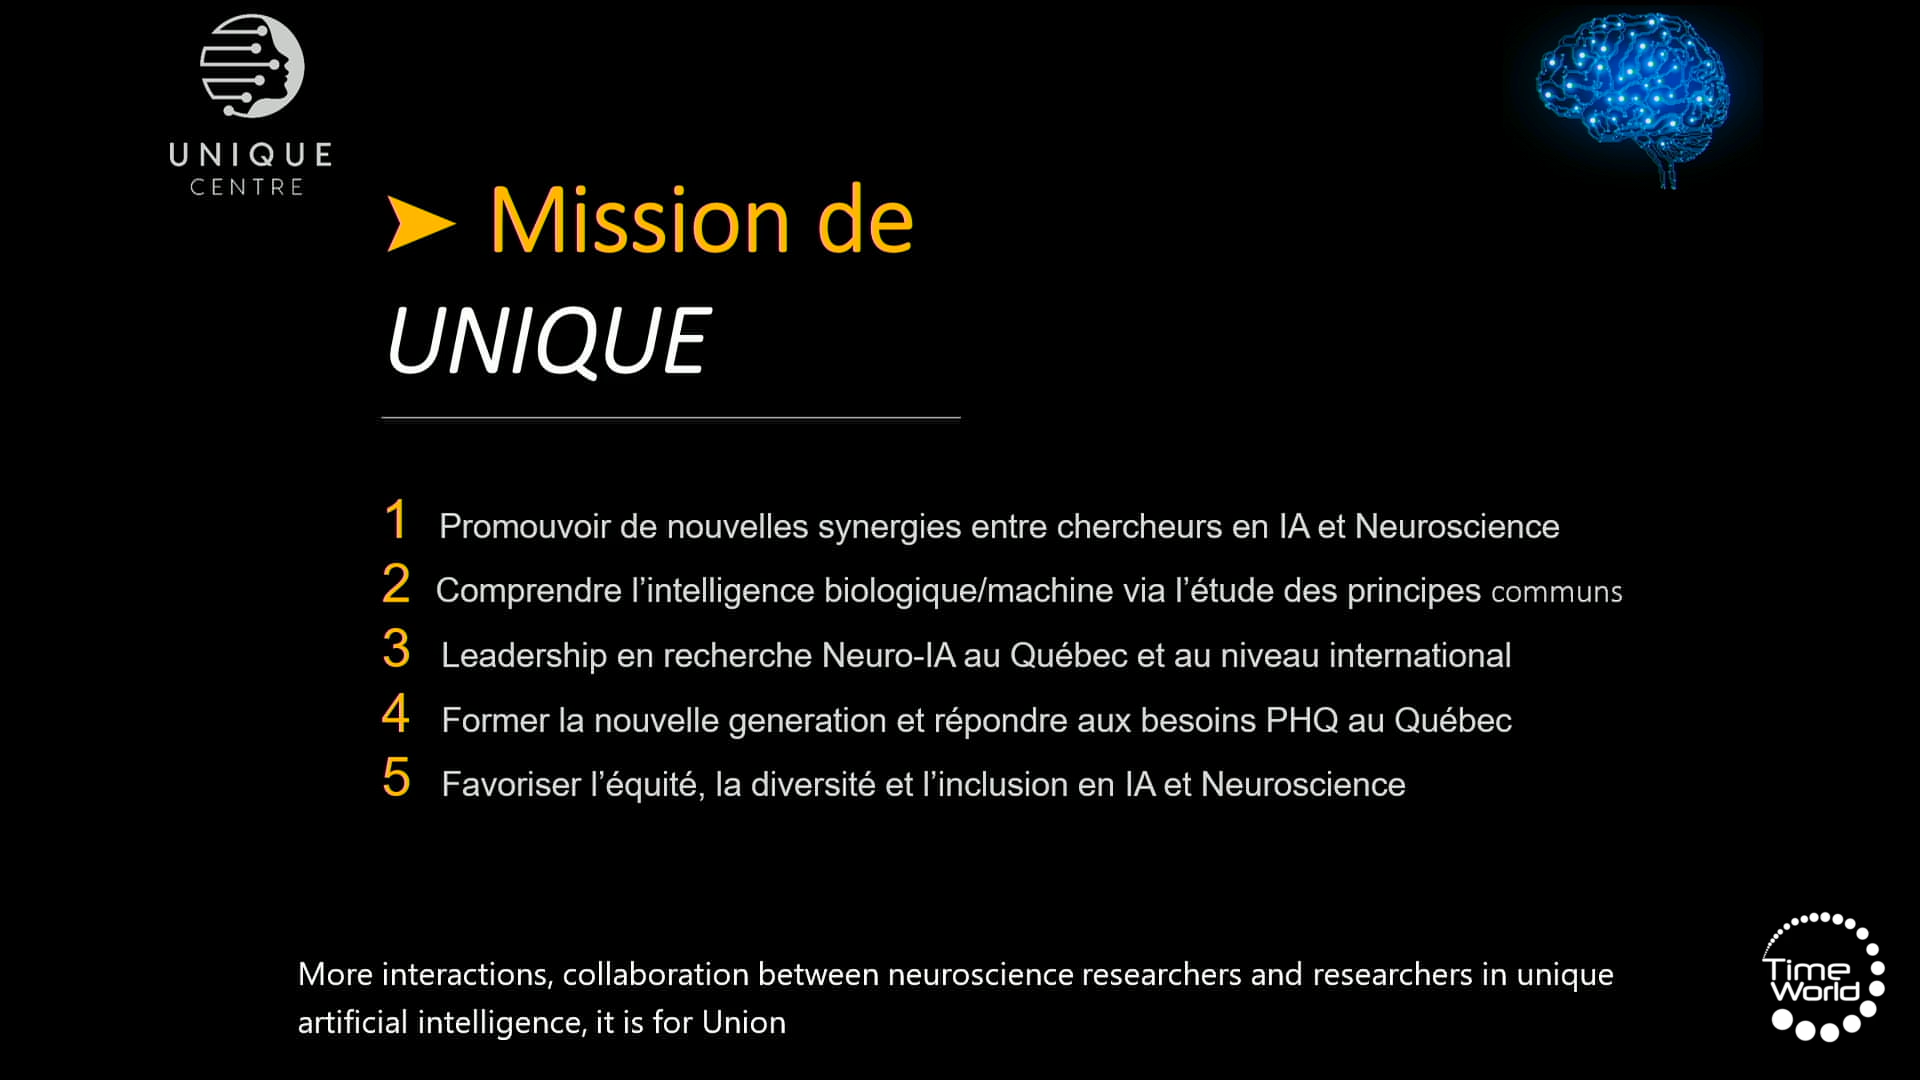 UNIQUE
CENTRE
➤ Mission de
UNIQUE
1 Promouvoir de nouvelles synergies entre chercheurs en IA et Neuroscience
2 Comprendre l’intelligence biologique/machine via l’étude des principes communs
3 Leadership en recherche Neuro-IA au Québec et au niveau international
4 Former la nouvelle generation et répondre aux besoins PHQ au Québec
5 Favoriser l’équité, la diversité et l’inclusion en IA et Neuroscience
More interactions, collaboration between neuroscience researchers and researchers in unique
artificial intelligence, it is for Union
Time
World